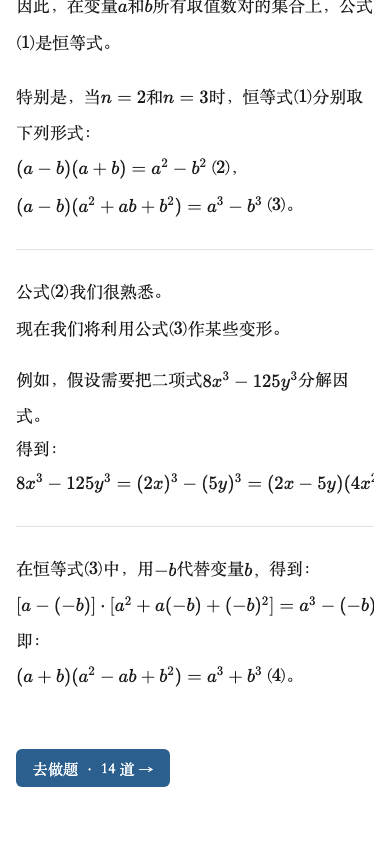 因此，在变量a和b所有取值数对的集合上，公式
(1)是恒等式。
特别是，当n = 2和n = 3时，恒等式(1)分别取
下列形式：
(a − b)(a + b) = a² − b² (2)，
(a − b)(a² + ab + b²) = a³ − b³ (3)。
公式(2)我们很熟悉。
现在我们将利用公式(3)作某些变形。
例如，假设需要把二项式8x³ − 125y³分解因
式。
得到：
8x³ − 125y³ = (2x)³ − (5y)³ = (2x − 5y)(4x²
在恒等式(3)中，用−b代替变量b，得到：
[a − (−b)] · [a² + a(−b) + (−b)²] = a³ − (−b)
即：
(a + b)(a² − ab + b²) = a³ + b³ (4)。
去做题 · 14 道 →